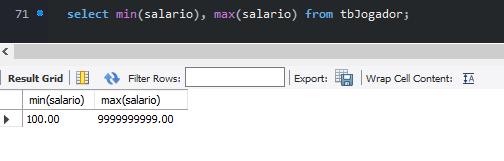 71 select min(salario), max(salario) from tbJogador;
Result Grid Filter Rows: Export: Wrap Cell Content:
min(salario) max(salario)
100.00 9999999999.00